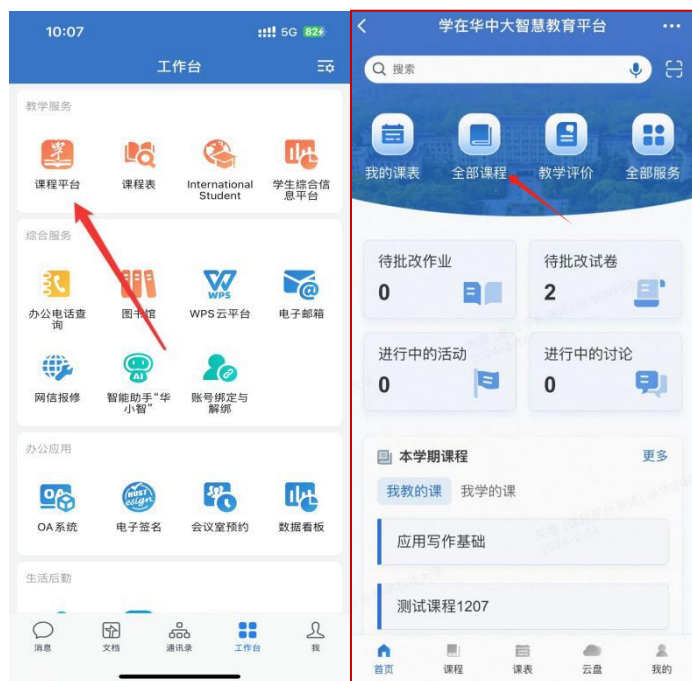 10:07
5G 82
工作台
教学服务
课程平台
课程表
International
Student
学生综合信
息平台
综合服务
办公电话查
询
图书馆
WPS
WPS云平台
电子邮箱
网信报修
AI
智能助手“华
小智”
账号绑定与
解绑
办公应用
OA
OA系统
HUST
esign
电子签名
会议室预约
数据看板
生活后勤
消息
文档
通讯录
工作台
我
学在华中大智慧教育平台
搜索
我的课表
全部课程
教学评价
全部服务
待批改作业
0
待批改试卷
2
进行中的活动
0
进行中的讨论
0
本学期课程
更多
我教的课
我学的课
应用写作基础
测试课程1207
首页
课程
课表
云盘
我的